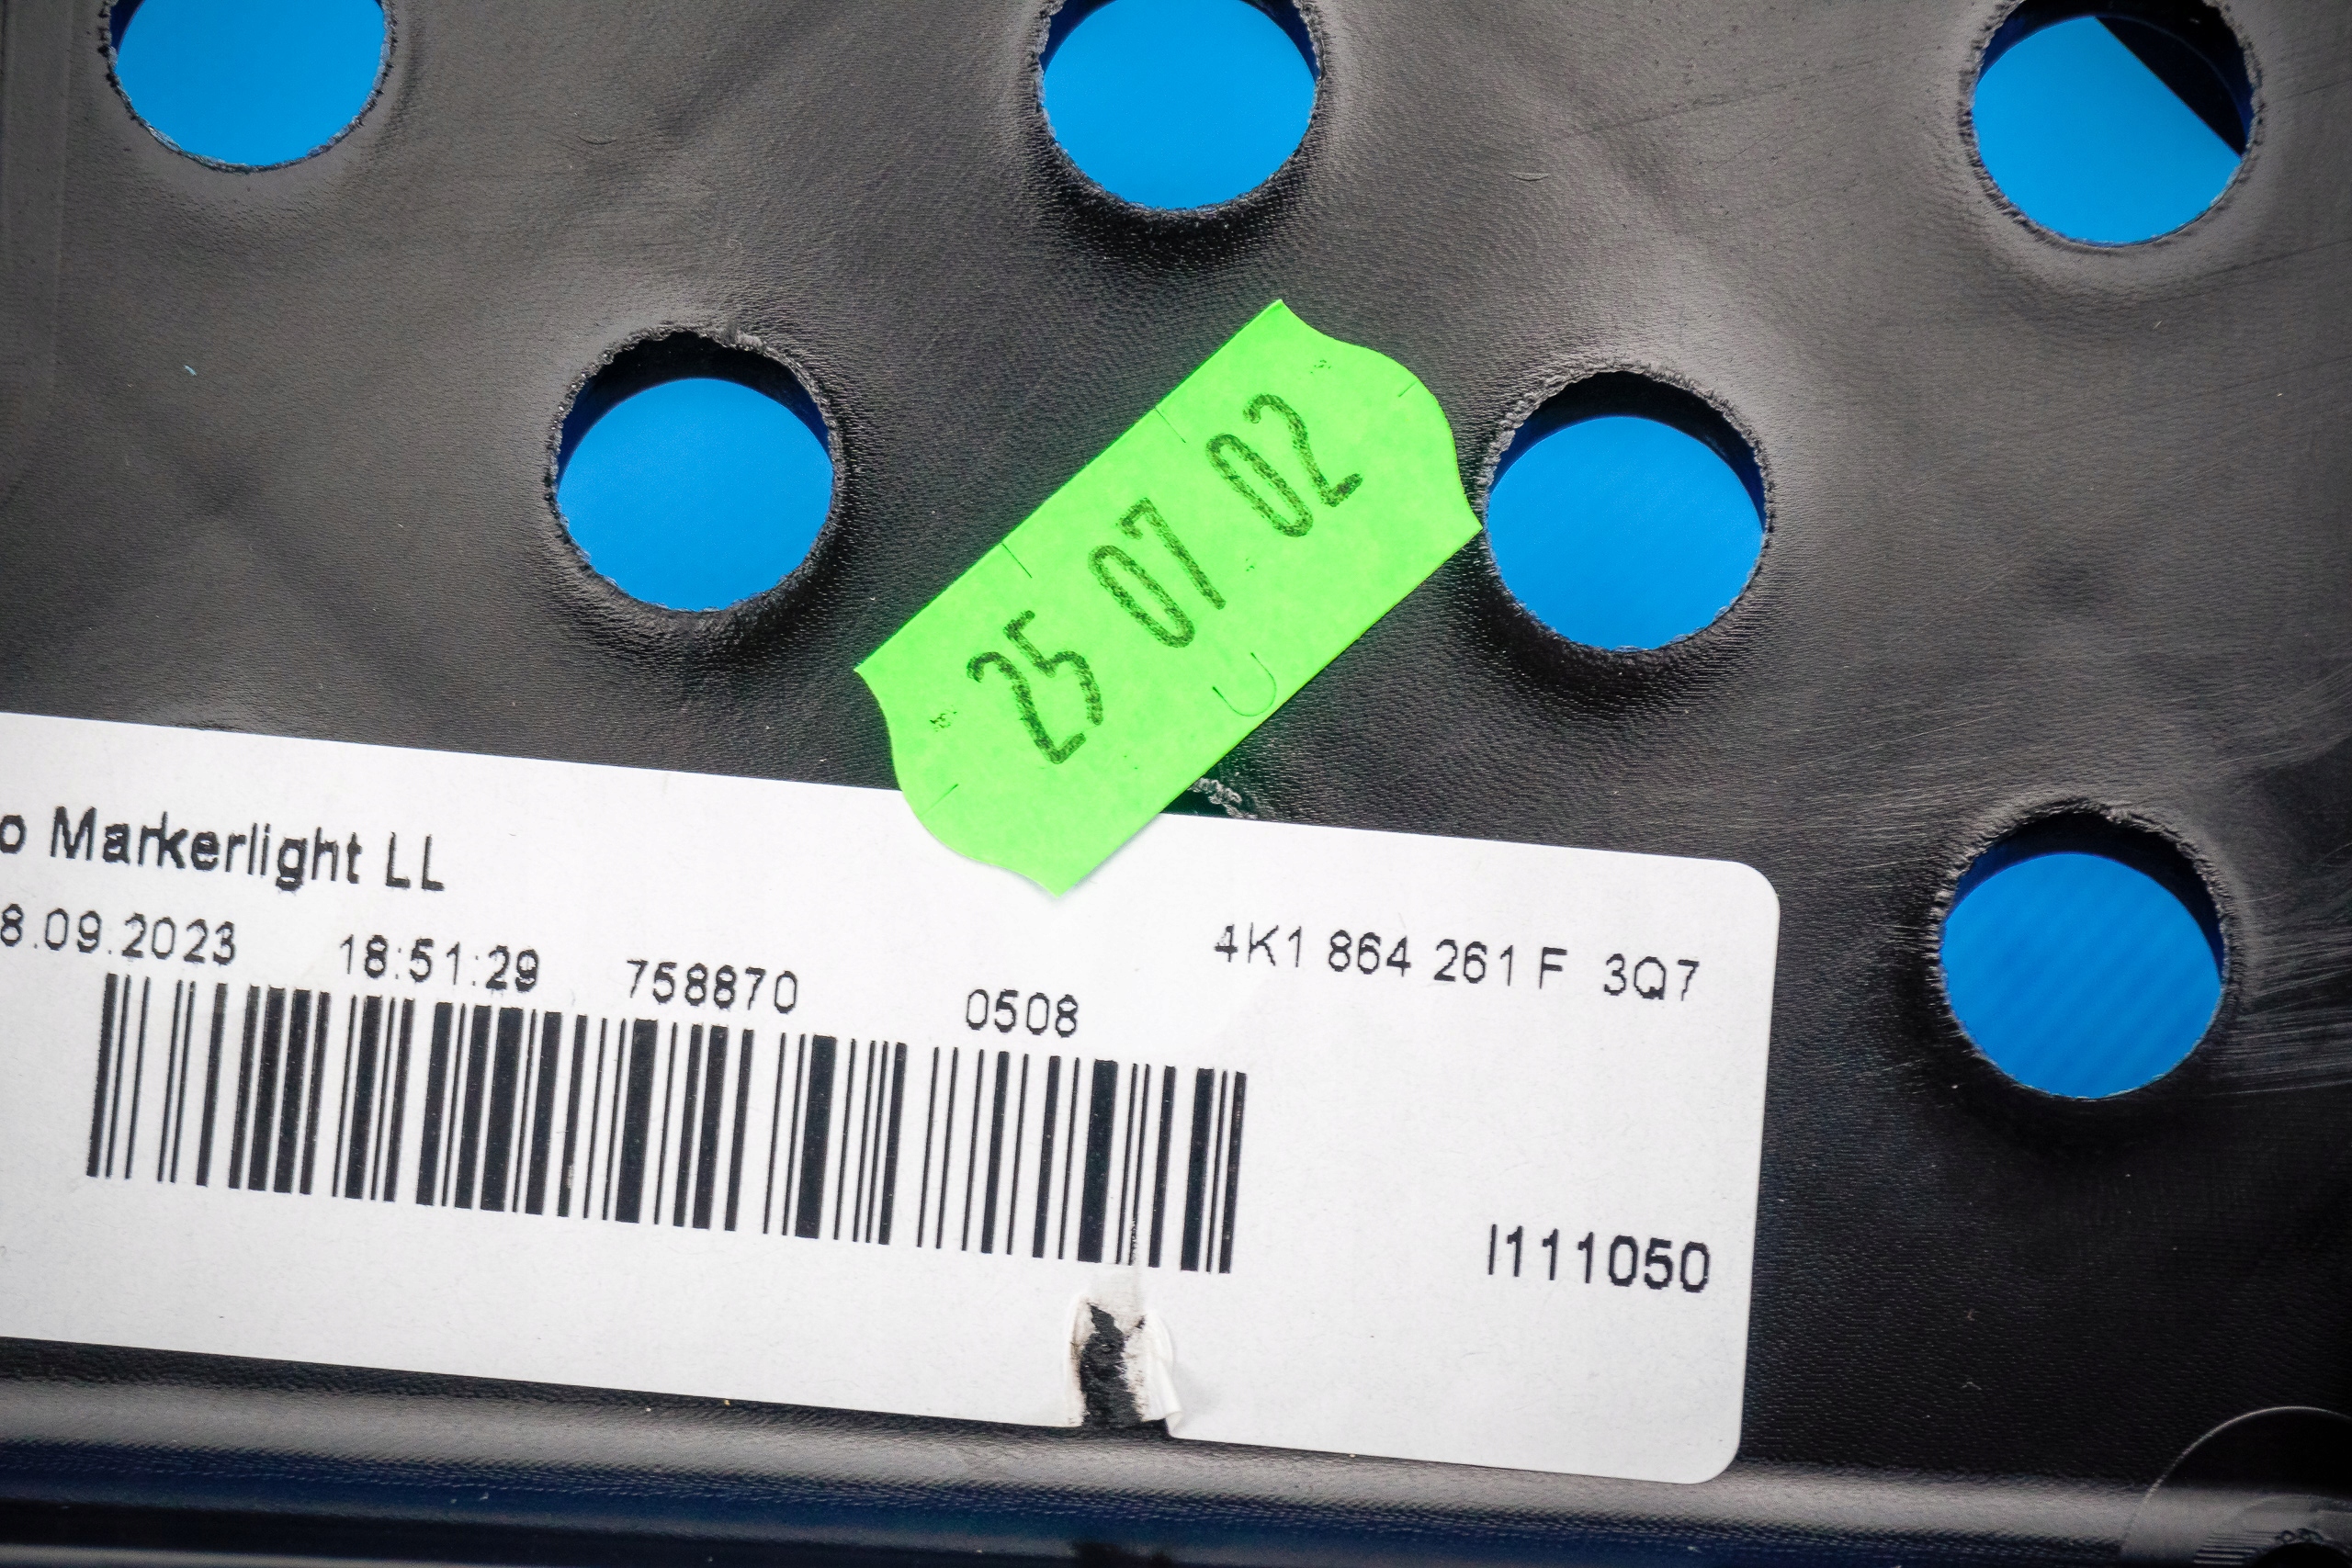 25 07 02
o Markerlight LL
8.09.2023 18:51:29 758870 0508
4K1 864 261 F 3Q7
I111050